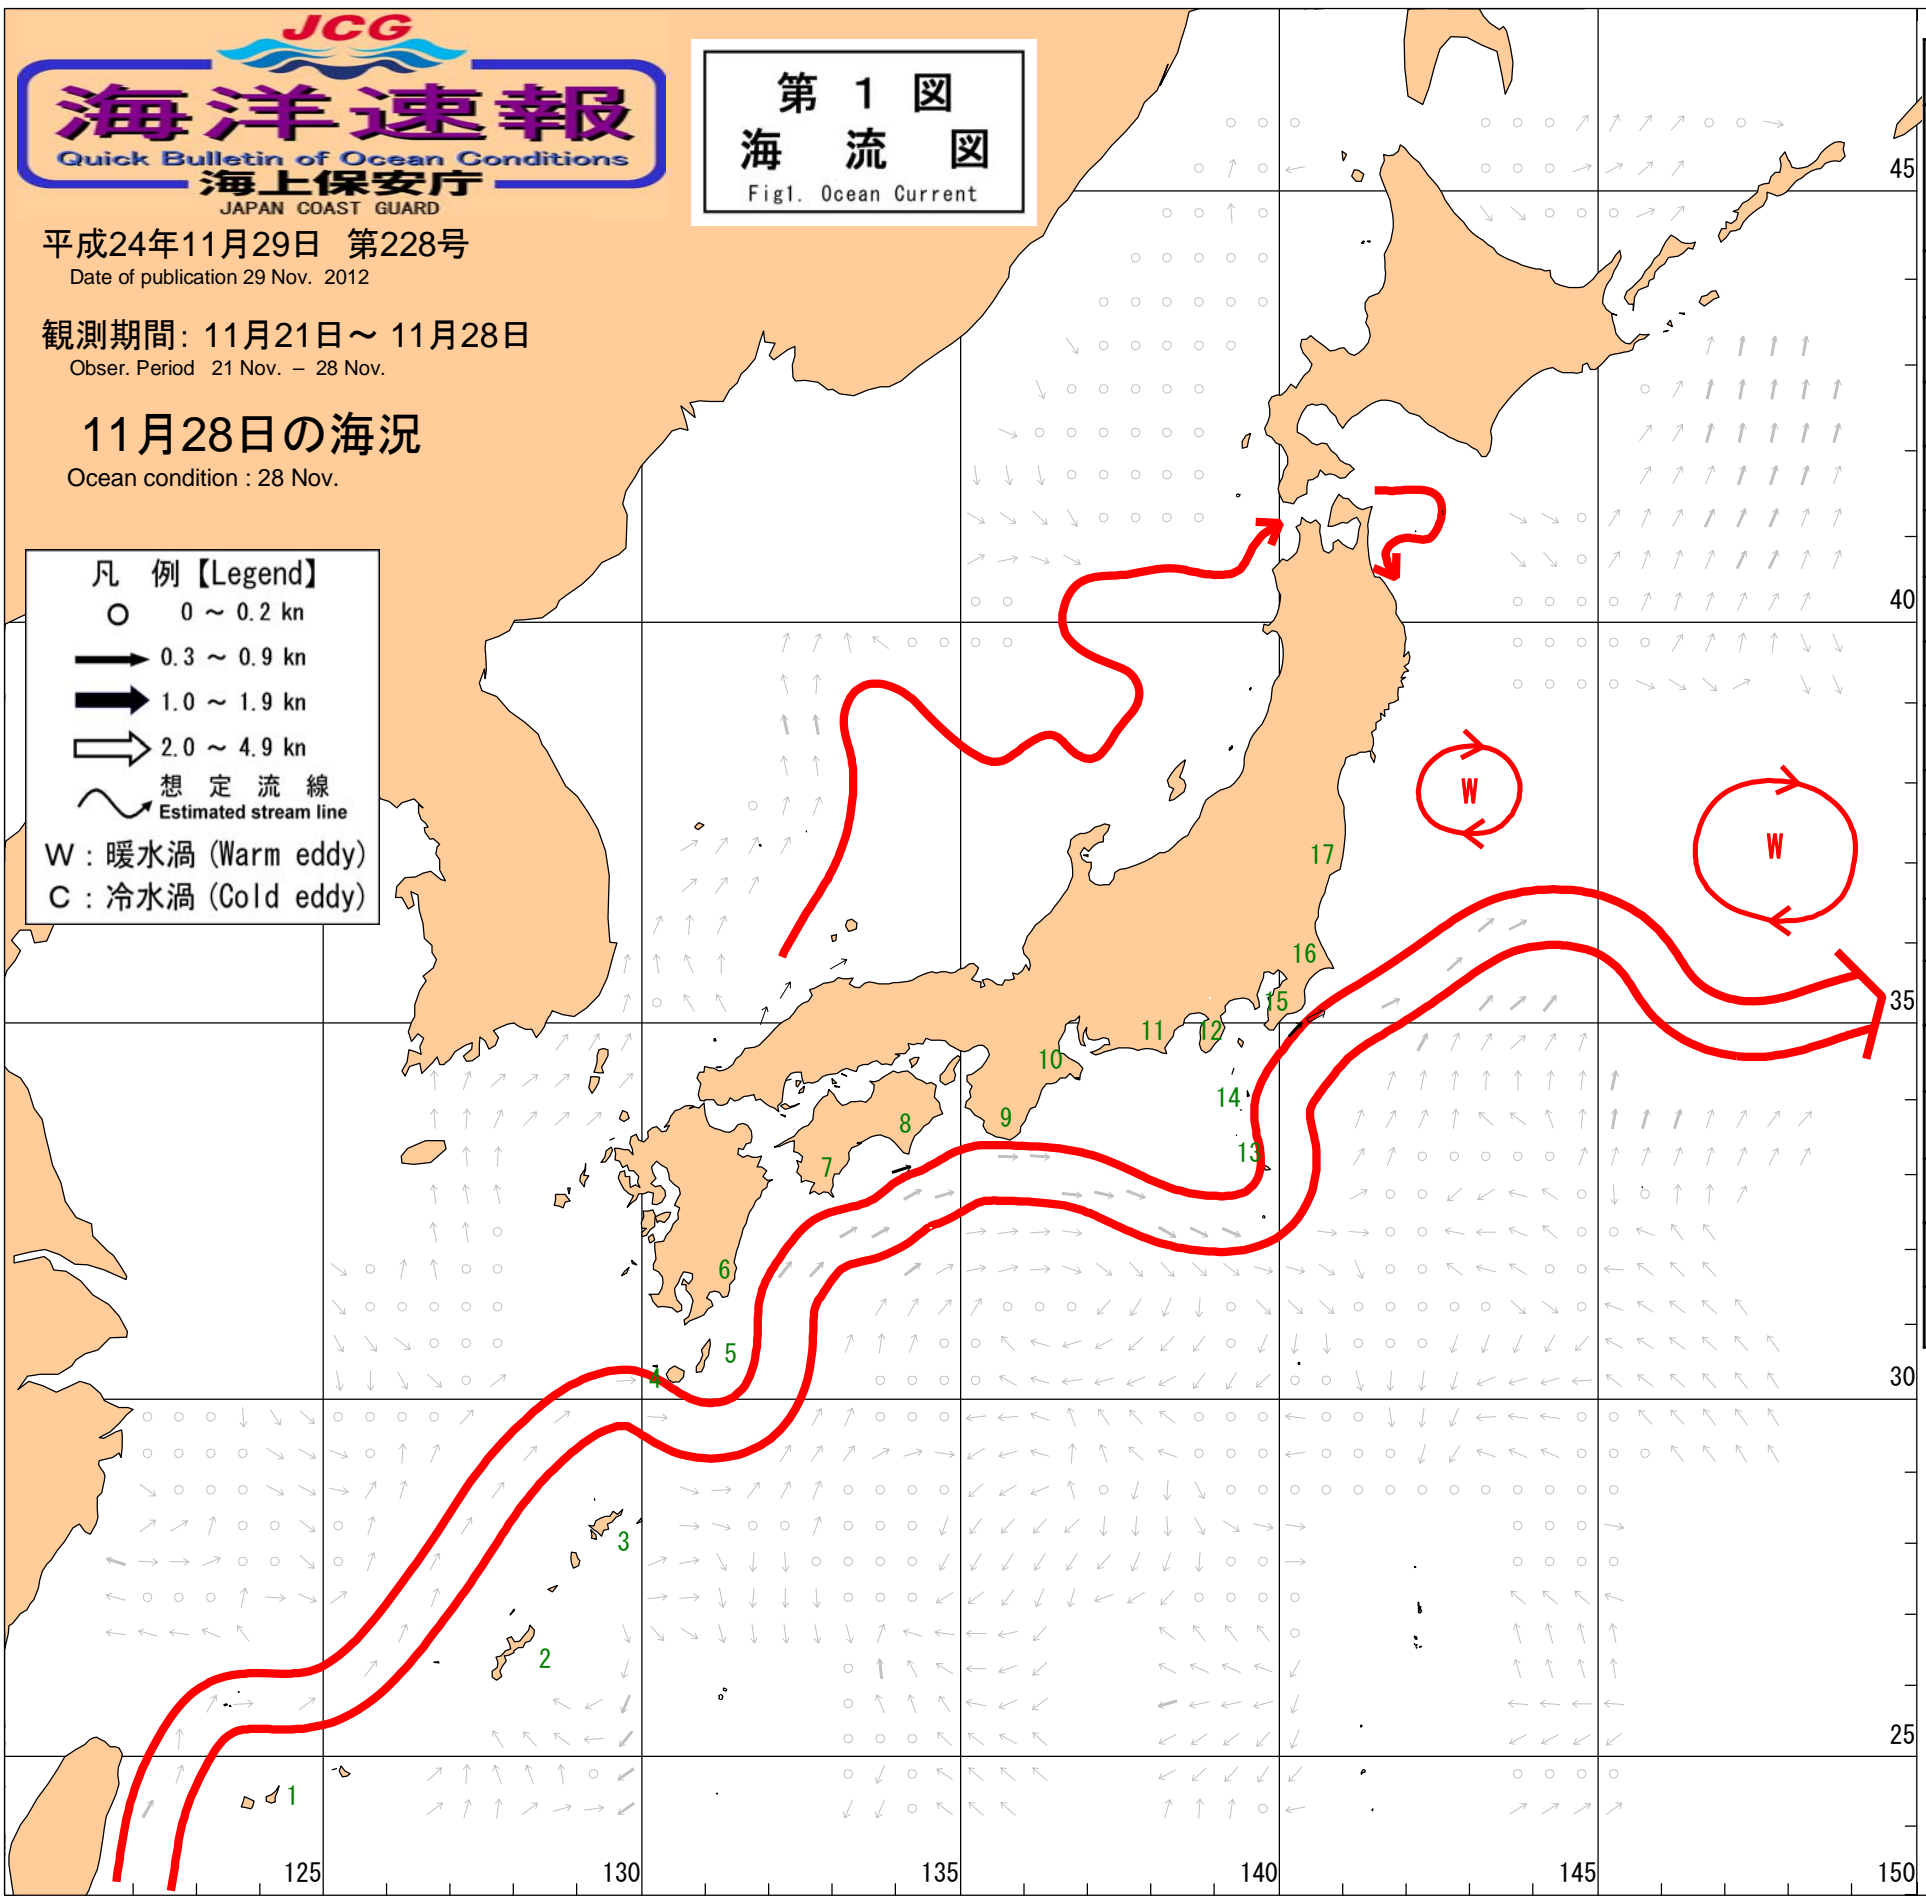 JCG
海洋速報
Quick Bulletin of Ocean Conditions
海上保安庁
JAPAN COAST GUARD
第 1 図
海 流 図
Fig1. Ocean Current
平成24年11月29日 第228号
Date of publication 29 Nov. 2012
観測期間: 11月21日～ 11月28日
Obser. Period 21 Nov. – 28 Nov.
11月28日の海況
Ocean condition : 28 Nov.
凡 例【Legend】
0 ～ 0.2 kn
0.3 ～ 0.9 kn
1.0 ～ 1.9 kn
2.0 ～ 4.9 kn
想 定 流 線
Estimated stream line
W : 暖水渦 (Warm eddy)
C : 冷水渦 (Cold eddy)
45
40
35
30
25
W
W
17
16
15
12
11
10
14
13
9
8
7
6
5
4
3
2
1
125
130
135
140
145
150